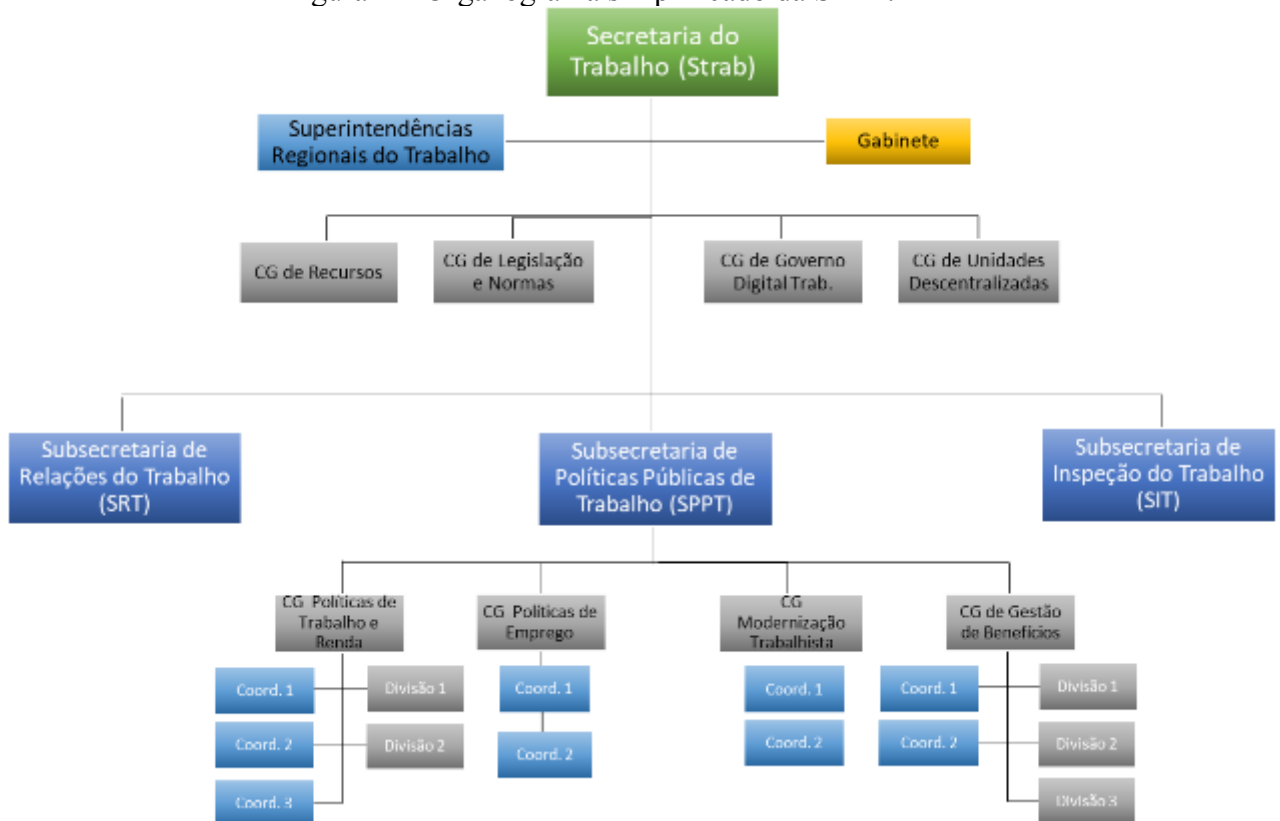 Secretaria do
Trabalho (Strab)
Superintendências
Regionais do Trabalho
Gabinete
CG de Recursos
CG de Legislação
e Normas
CG de Governo
Digital Trab.
CG de Unidades
Descentralizadas
Subsecretaria de
Relações do Trabalho
(SRT)
Subsecretaria de
Políticas Públicas de
Trabalho (SPPT)
Subsecretaria de
Inspeção do Trabalho
(SIT)
CG Políticas de
Trabalho e
Renda
CG Políticas de
Emprego
CG
Modernização
Trabalhista
CG de Gestão
de Benefícios
Coord. 1
Divisão 1
Coord. 1
Coord. 1
Coord. 1
Divisão 1
Coord. 2
Divisão 2
Coord. 2
Coord. 2
Coord. 2
Divisão 2
Coord. 3
Divisão 3